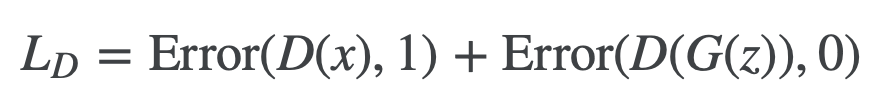 L_D = Error(D(x), 1) + Error(D(G(z)), 0)